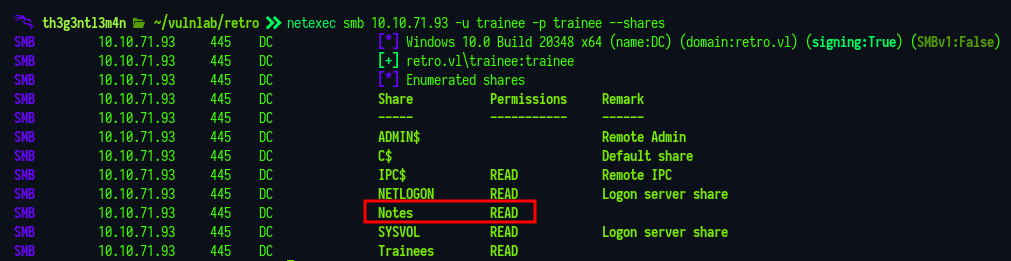 th3g3ntl3m4n ~/vulnlab/retro netexec smb 10.10.71.93 -u trainee -p trainee --shares
SMB 10.10.71.93 445 DC [*] Windows 10.0 Build 20348 x64 (name:DC) (domain:retro.vl) (signing:True) (SMBv1:False)
SMB 10.10.71.93 445 DC [+] retro.vl\trainee:trainee
SMB 10.10.71.93 445 DC [*] Enumerated shares
SMB 10.10.71.93 445 DC Share Permissions Remark
SMB 10.10.71.93 445 DC ----- ----------- ------
SMB 10.10.71.93 445 DC ADMIN$ Remote Admin
SMB 10.10.71.93 445 DC C$ Default share
SMB 10.10.71.93 445 DC IPC$ READ Remote IPC
SMB 10.10.71.93 445 DC NETLOGON READ Logon server share
SMB 10.10.71.93 445 DC Notes READ
SMB 10.10.71.93 445 DC SYSVOL READ Logon server share
SMB 10.10.71.93 445 DC Trainees READ